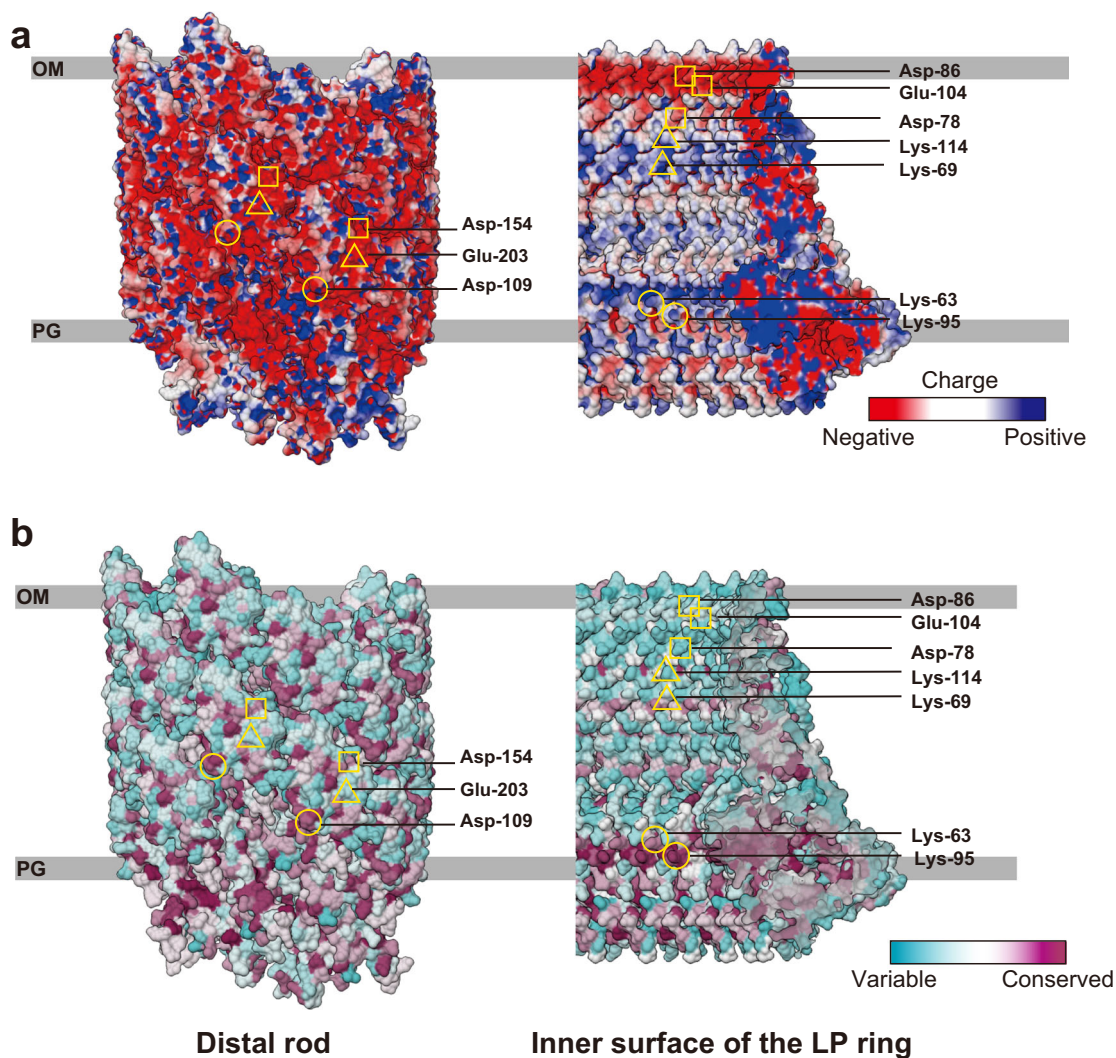 a
OM
Asp-86
Glu-104
Asp-78
Lys-114
Lys-69
Asp-154
Glu-203
Asp-109
Lys-63
Lys-95
PG
Charge
Negative Positive
b
OM
Asp-86
Glu-104
Asp-78
Lys-114
Lys-69
Asp-154
Glu-203
Asp-109
Lys-63
Lys-95
PG
Variable Conserved
Distal rod Inner surface of the LP ring